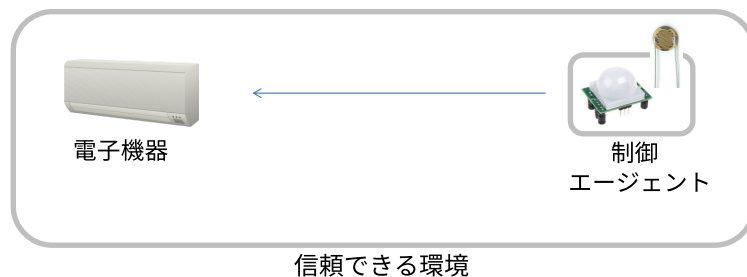 電子機器
制御
エージェント
信頼できる環境